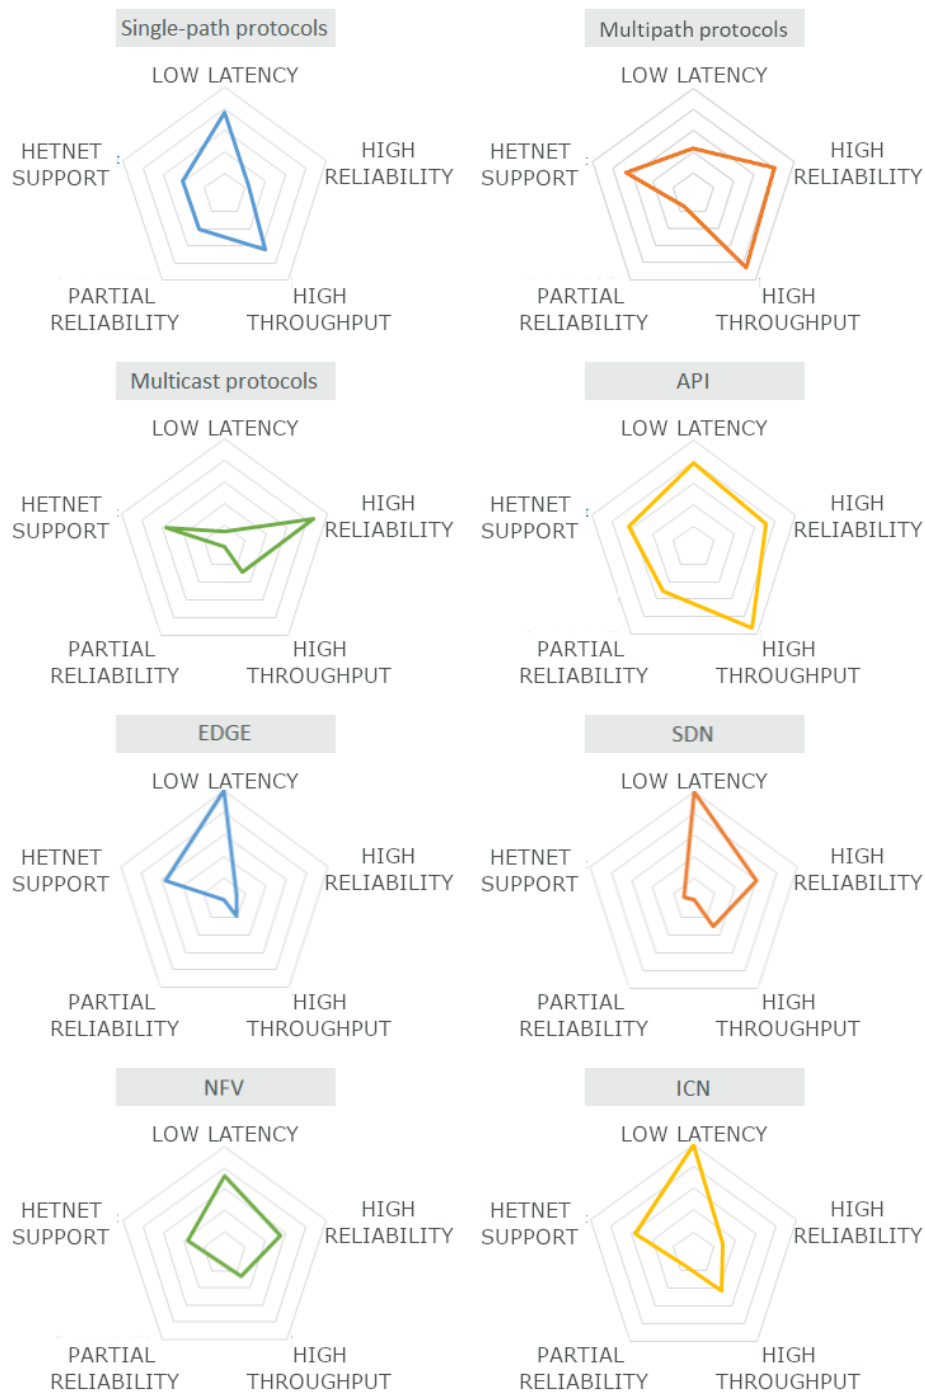 Single-path protocols
LOW LATENCY
HETNET
SUPPORT
HIGH
RELIABILITY
PARTIAL
RELIABILITY
HIGH
THROUGHPUT
Multipath protocols
LOW LATENCY
HETNET
SUPPORT
HIGH
RELIABILITY
PARTIAL
RELIABILITY
HIGH
THROUGHPUT
Multicast protocols
LOW LATENCY
HETNET
SUPPORT
HIGH
RELIABILITY
PARTIAL
RELIABILITY
HIGH
THROUGHPUT
API
LOW LATENCY
HETNET
SUPPORT
HIGH
RELIABILITY
PARTIAL
RELIABILITY
HIGH
THROUGHPUT
EDGE
LOW LATENCY
HETNET
SUPPORT
HIGH
RELIABILITY
PARTIAL
RELIABILITY
HIGH
THROUGHPUT
SDN
LOW LATENCY
HETNET
SUPPORT
HIGH
RELIABILITY
PARTIAL
RELIABILITY
HIGH
THROUGHPUT
NFV
LOW LATENCY
HETNET
SUPPORT
HIGH
RELIABILITY
PARTIAL
RELIABILITY
HIGH
THROUGHPUT
ICN
LOW LATENCY
HETNET
SUPPORT
HIGH
RELIABILITY
PARTIAL
RELIABILITY
HIGH
THROUGHPUT